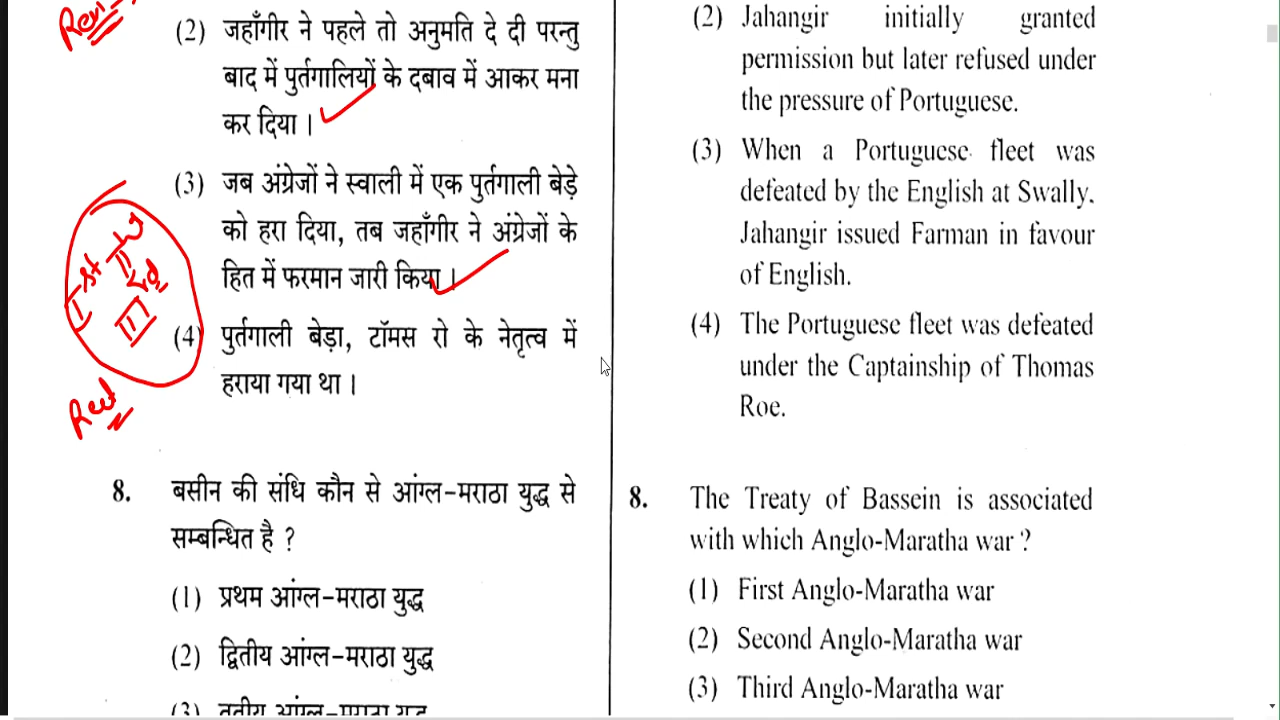 (2) जहाँगीर ने पहले तो अनुमति दे दी परन्तु
बाद में पुर्तगालियों के दबाव में आकर मना
कर दिया ।
(3) जब अंग्रेजों ने स्वाली में एक पुर्तगाली बेड़े
को हरा दिया, तब जहाँगीर ने अंग्रेजों के
हित में फरमान जारी किया ।
(4) पुर्तगाली बेड़ा, टॉमस रो के नेतृत्व में
हराया गया था ।
8. बसीन की संधि कौन से आंग्ल-मराठा युद्ध से
सम्बन्धित है ?
(1) प्रथम आंग्ल-मराठा युद्ध
(2) द्वितीय आंग्ल-मराठा युद्ध
(3) तृतीय आंग्ल-मराठा युद्ध
(2) Jahangir initially granted
permission but later refused under
the pressure of Portuguese.
(3) When a Portuguese fleet was
defeated by the English at Swally.
Jahangir issued Farman in favour
of English.
(4) The Portuguese fleet was defeated
under the Captainship of Thomas
Roe.
8. The Treaty of Bassein is associated
with which Anglo-Maratha war ?
(1) First Anglo-Maratha war
(2) Second Anglo-Maratha war
(3) Third Anglo-Maratha war